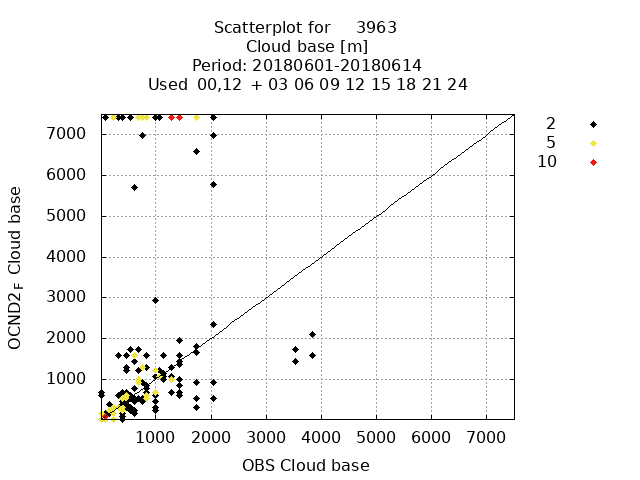 Scatterplot for 3963
Cloud base [m]
Period: 20180601-20180614
Used 00,12 + 03 06 09 12 15 18 21 24
2
5
10
7000
6000
5000
4000
3000
2000
1000
OCND2F Cloud base
1000 2000 3000 4000 5000 6000 7000
OBS Cloud base